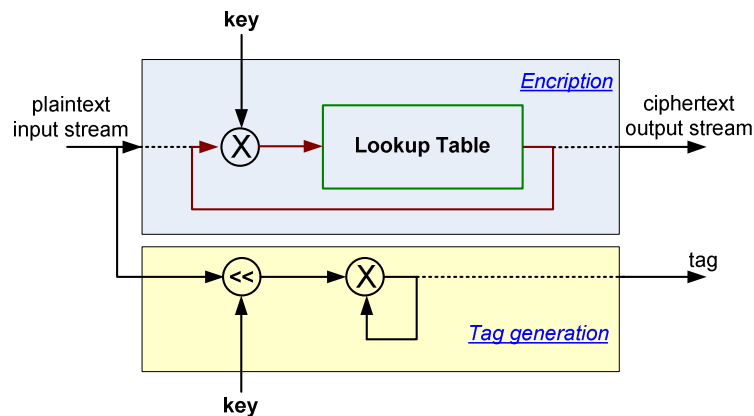 key
Encription
plaintext
input stream
X
Lookup Table
ciphertext
output stream
<<
X
tag
Tag generation
key